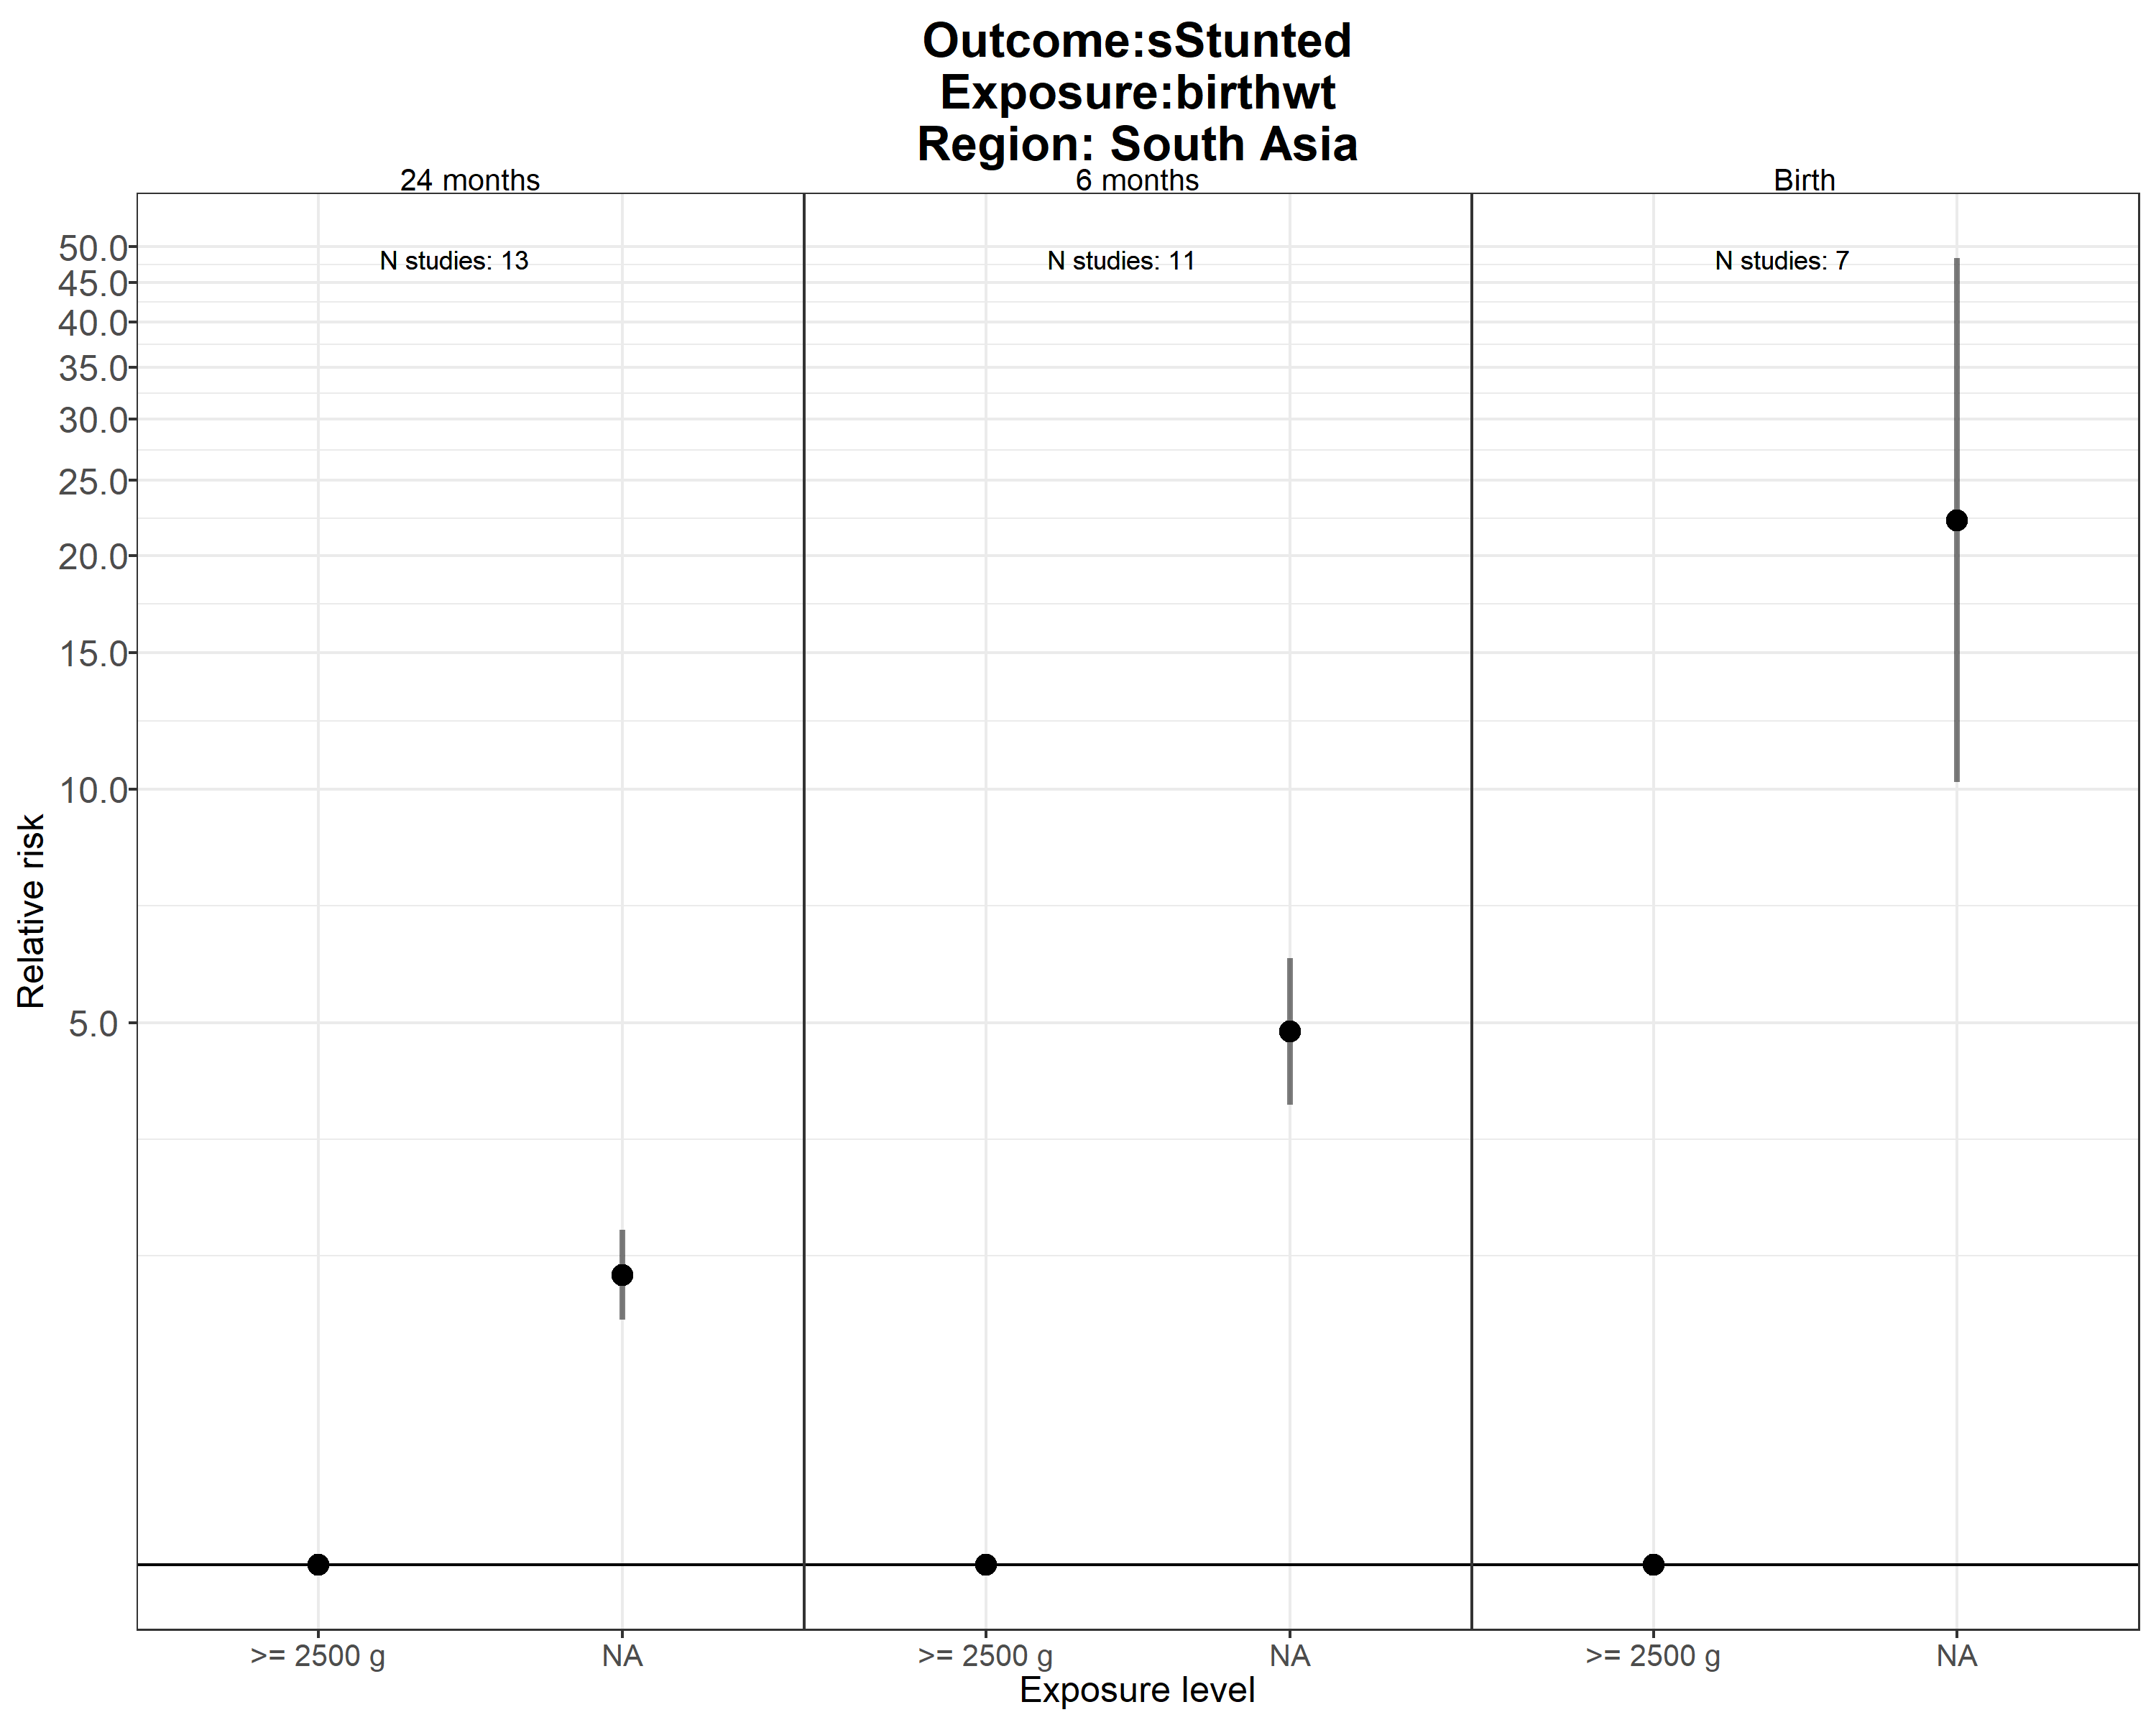 Outcome:sStunted
Exposure:birthwt
Region: South Asia
24 months
6 months
Birth
N studies: 13
N studies: 11
N studies: 7
50.0
45.0
40.0
35.0
30.0
25.0
20.0
15.0
10.0
5.0
Relative risk
>= 2500 g
NA
>= 2500 g
NA
>= 2500 g
NA
Exposure level